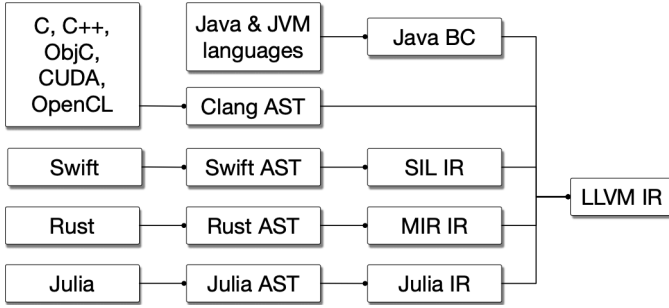 C, C++,
ObjC,
CUDA,
OpenCL
Java & JVM
languages
Java BC
Clang AST
Swift
Swift AST
SIL IR
LLVM IR
Rust
Rust AST
MIR IR
Julia
Julia AST
Julia IR